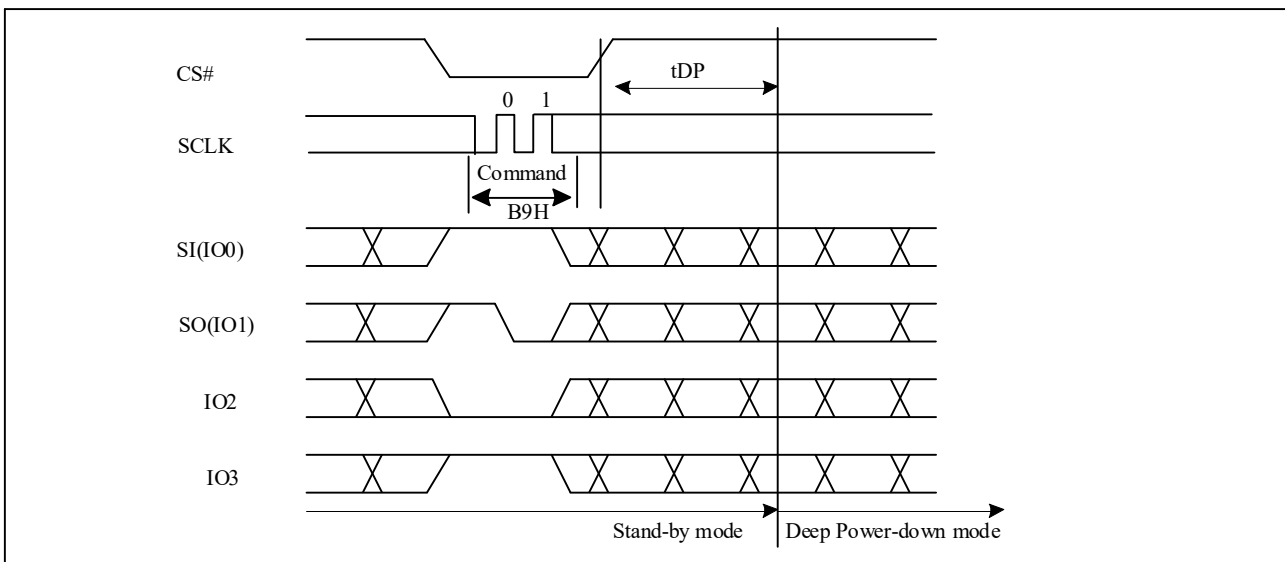 CS#
tDP
0 1
SCLK
Command
B9H
SI(IO0)
SO(IO1)
IO2
IO3
Stand-by mode Deep Power-down mode